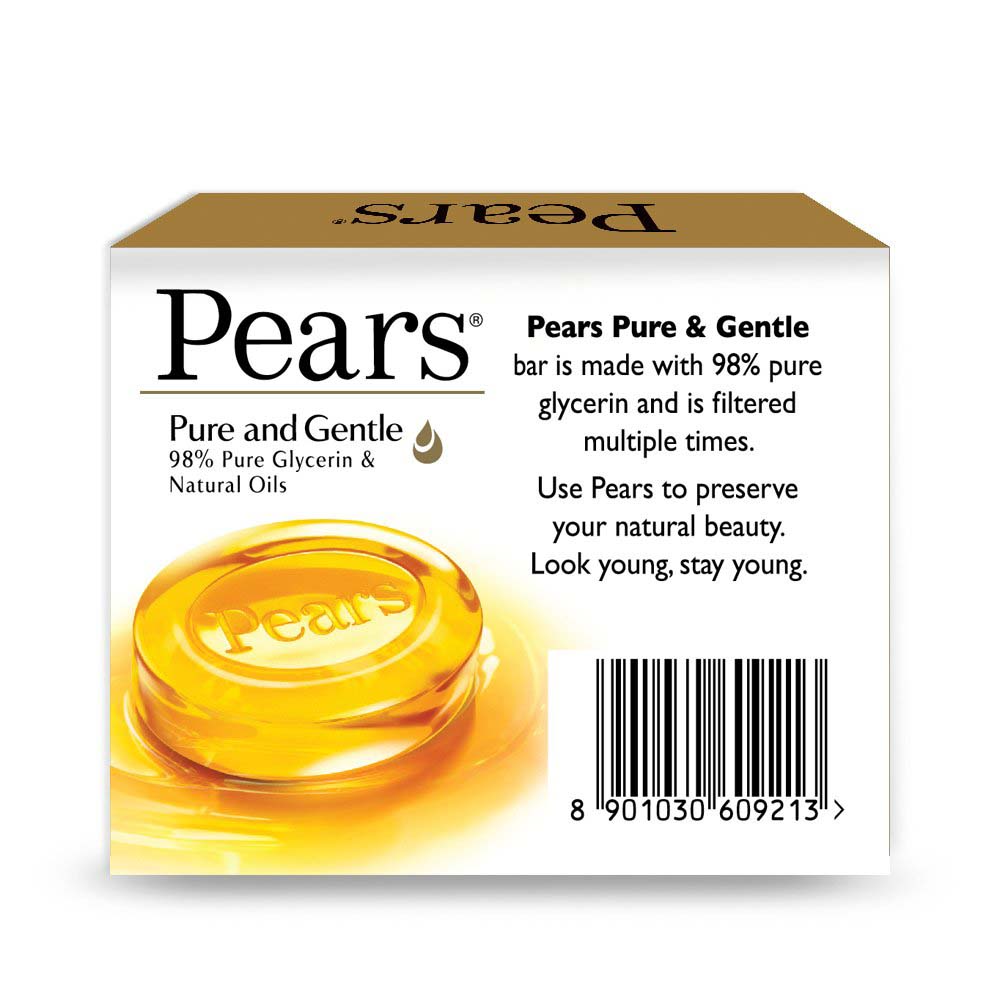 Pears®
Pears®
Pure and Gentle
98% Pure Glycerin &
Natural Oils
Pears
Pears Pure & Gentle
bar is made with 98% pure
glycerin and is filtered
multiple times.
Use Pears to preserve
your natural beauty.
Look young, stay young.
8 901030 609213 >